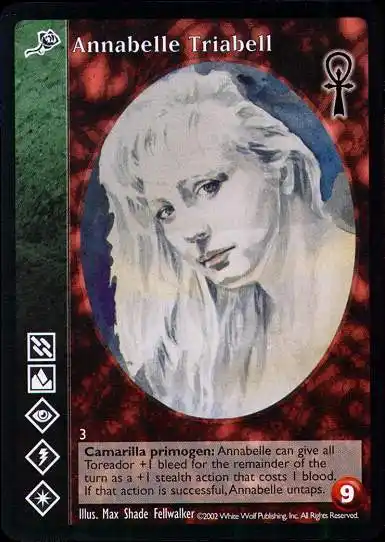 Annabelle Triabell
3
Camarilla primogen: Annabelle can give all
Toreador +1 bleed for the remainder of the
turn as a +1 stealth action that costs 1 blood.
If that action is successful, Annabelle untaps.
9
Illus. Max Shade Fellwalker ©2002 White Wolf Publishing, Inc. All Rights Reserved.